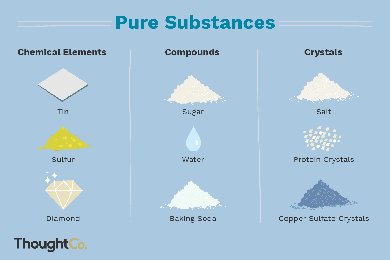 Pure Substances
Chemical Elements
Compounds
Crystals
Tin
Sugar
Salt
Sulfur
Water
Protein Crystals
Diamond
Baking Soda
Copper Sulfate Crystals
ThoughtCo.